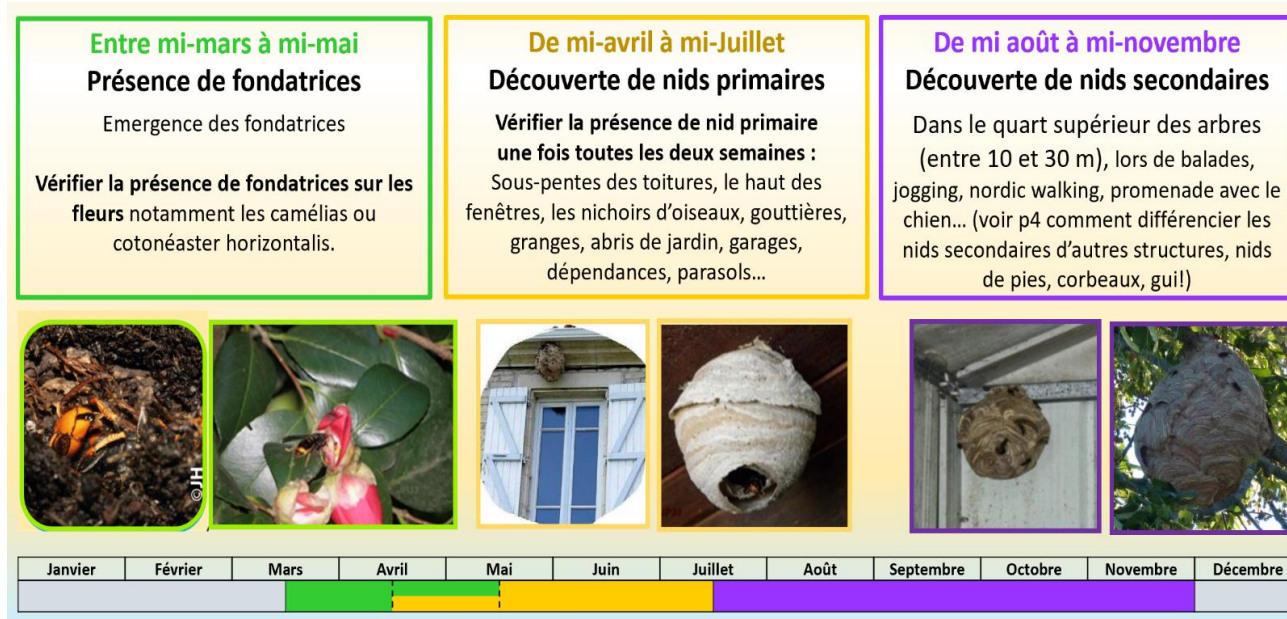 Entre mi-mars à mi-mai
Présence de fondatrices
Emergence des fondatrices
Vérifier la présence de fondatrices sur les
fleurs notamment les camélias ou
cotonéaster horizontalis.
De mi-avril à mi-Juillet
Découverte de nids primaires
Vérifier la présence de nid primaire
une fois toutes les deux semaines :
Sous-pentes des toitures, le haut des
fenêtres, les nichoirs d'oiseaux, gouttières,
granges, abris de jardin, garages,
dépendances, parasols…
De mi août à mi-novembre
Découverte de nids secondaires
Dans le quart supérieur des arbres
(entre 10 et 30 m), lors de balades,
jogging, nordic walking, promenade avec le
chien… (voir p4 comment différencier les
nids secondaires d'autres structures, nids
de pies, corbeaux, gui!)
©JH
Janvier Février Mars Avril Mai Juin Juillet Août Septembre Octobre Novembre Décembre